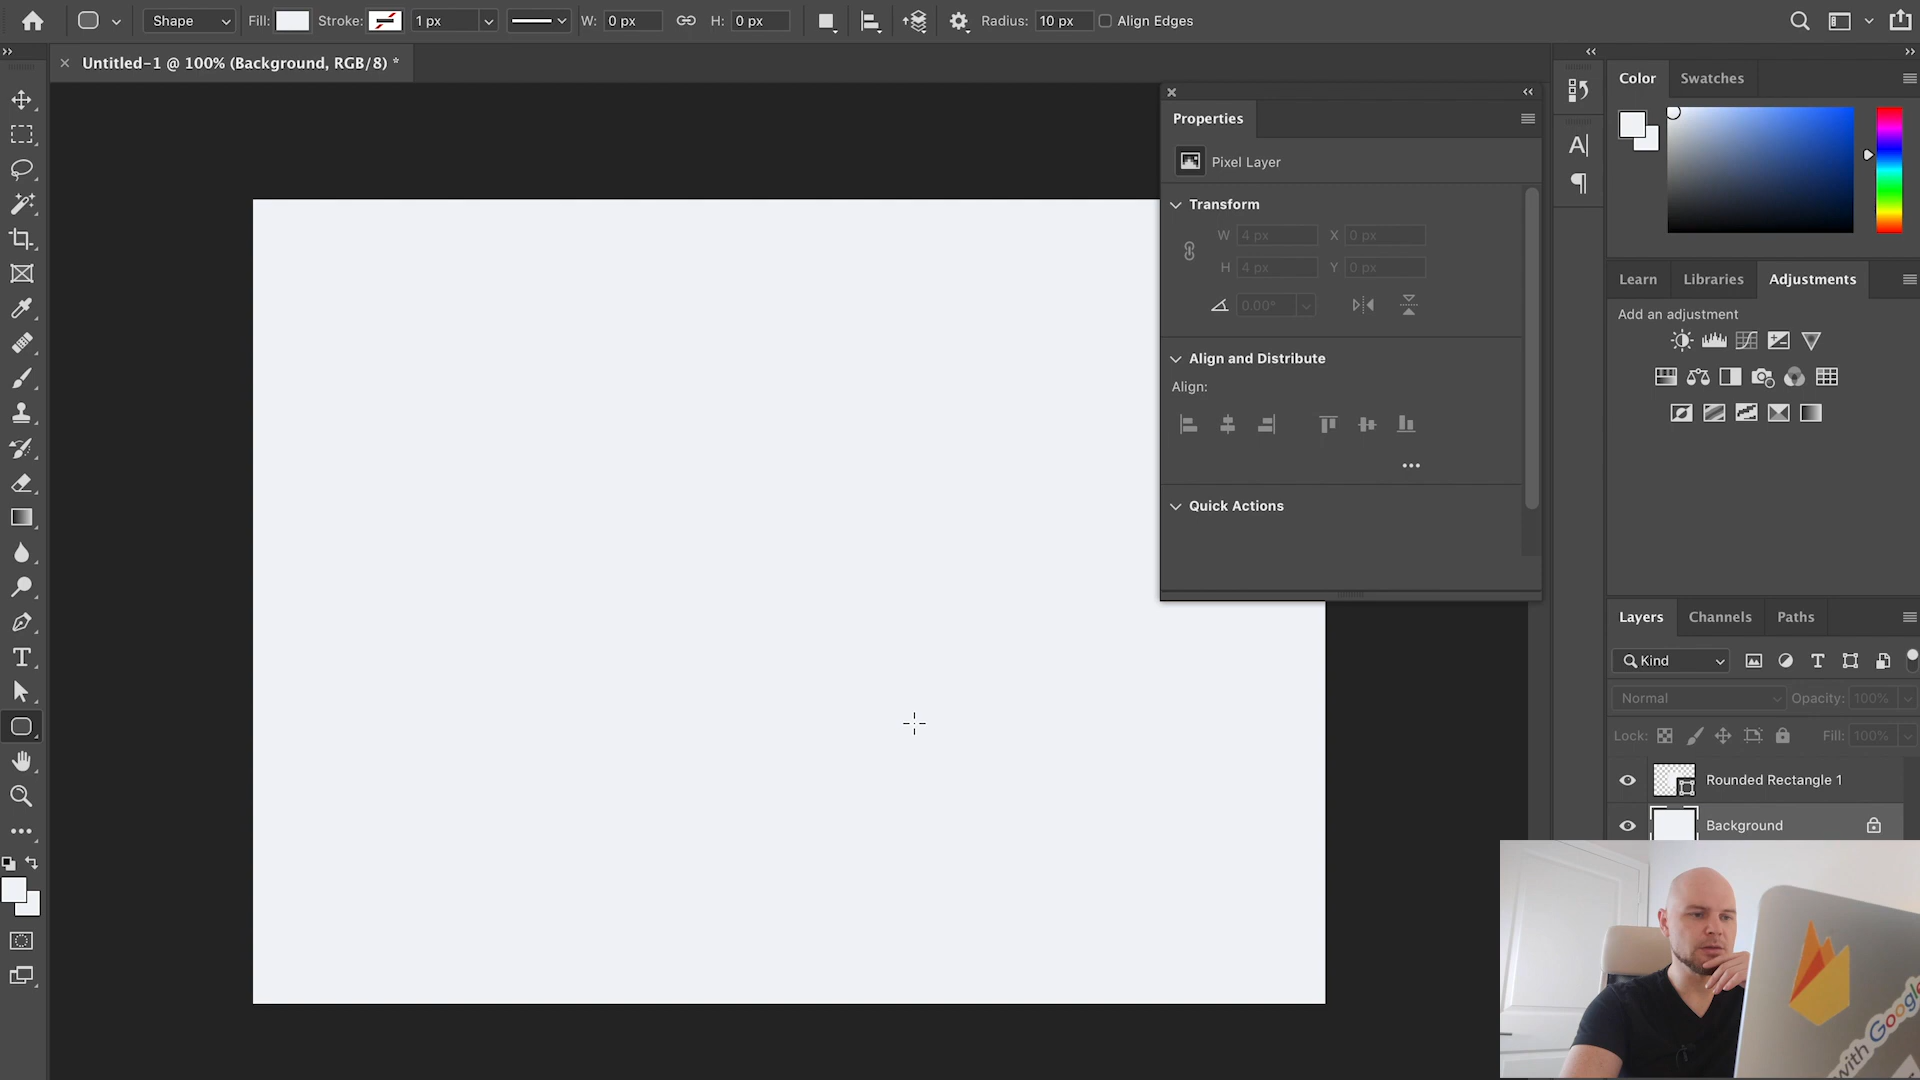 Shape Fill: Stroke: 1 px W: 0 px H: 0 px Radius: 10 px Align Edges
Untitled-1 @ 100% (Background, RGB/8) *
Properties
Pixel Layer
Transform
W 4 px X 0 px
H 4 px Y 0 px
0.00°
Align and Distribute
Align:
Quick Actions
Color Swatches
Learn Libraries Adjustments
Add an adjustment
Layers Channels Paths
Kind
Normal Opacity: 100%
Lock: Fill: 100%
Rounded Rectangle 1
Background
with Google